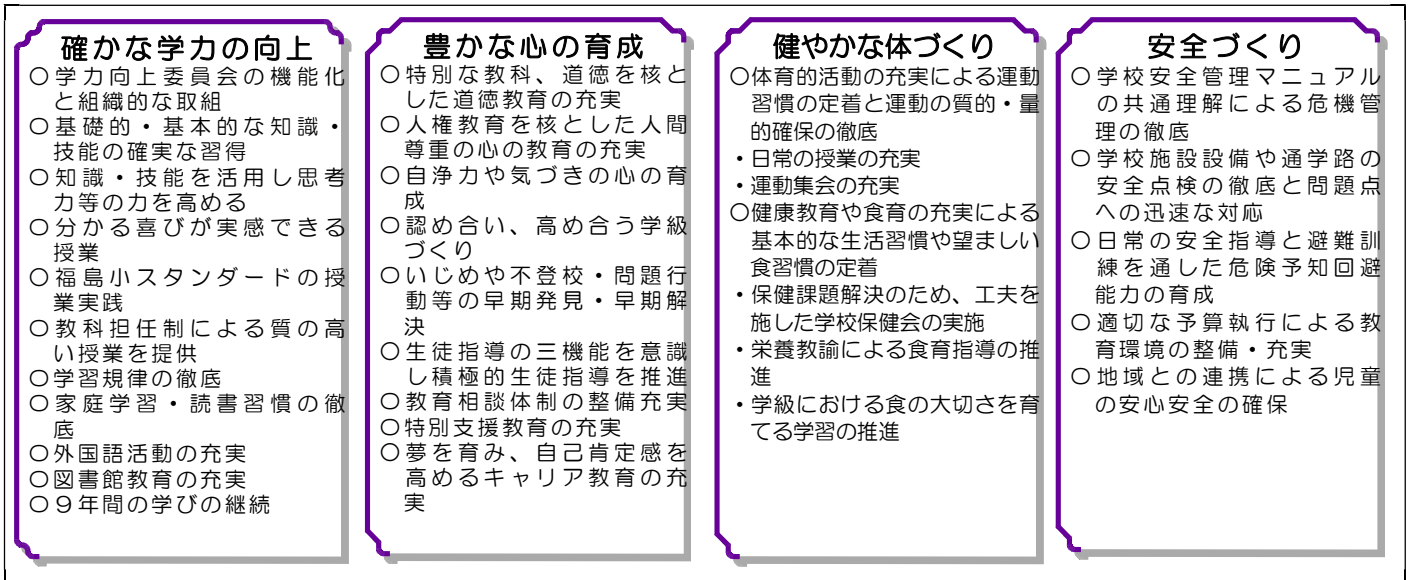 確かな学力の向上
〇学力向上委員会の機能化
と組織的な取組
〇基礎的・基本的な知識・
技能の確実な習得
〇知識・技能を活用し思考
力等の力を高める
〇分かる喜びが実感できる
授業
〇福島小スタンダードの授
業実践
〇教科担任制による質の高
い授業を提供
〇学習規律の徹底
〇家庭学習・読書習慣の徹
底
〇外国語活動の充実
〇図書館教育の充実
〇９年間の学びの継続
豊かな心の育成
〇特別な教科、道徳を核と
した道徳教育の充実
〇人権教育を核とした人間
尊重の心の教育の充実
〇自浄力や気づきの心の育
成
〇認め合い、高め合う学級
づくり
〇いじめや不登校・問題行
動等の早期発見・早期解
決
〇生徒指導の三機能を意識
し積極的生徒指導を推進
〇教育相談体制の整備充実
〇特別支援教育の充実
〇夢を育み、自己肯定感を
高めるキャリア教育の充
実
健やかな体づくり
〇体育的活動の充実による運動
習慣の定着と運動の質的・量
的確保の徹底
・日常の授業の充実
・運動集会の充実
〇健康教育や食育の充実による
基本的な生活習慣や望ましい
食習慣の定着
・保健課題解決のため、工夫を
施した学校保健会の実施
・栄養教諭による食育指導の推
進
・学級における食の大切さを育
てる学習の推進
安全づくり
〇学校安全管理マニュアル
の共通理解による危機管
理の徹底
〇学校施設設備や通学路の
安全点検の徹底と問題点
への迅速な対応
〇日常の安全指導と避難訓
練を通した危険予知回避
能力の育成
〇適切な予算執行による教
育環境の整備・充実
〇地域との連携による児童
の安心安全の確保